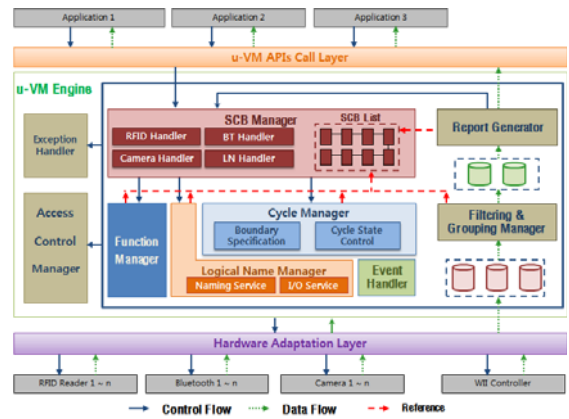 Application 1
Application 2
Application 3
u-VM APIs Call Layer
u-VM Engine
SCB Manager
SCB List
RFID Handler
BT Handler
Camera Handler
LN Handler
Report Generator
Exception
Handler
Access
Control
Manager
Function
Manager
Cycle Manager
Boundary
Specification
Cycle State
Control
Filtering &
Grouping Manager
Logical Name Manager
Naming Service
I/O Service
Event
Handler
Hardware Adaptation Layer
RFID Reader 1 ~ n
Bluetooth 1 ~ n
Camera 1 ~ n
WII Controller
Control Flow
Data Flow
Reference